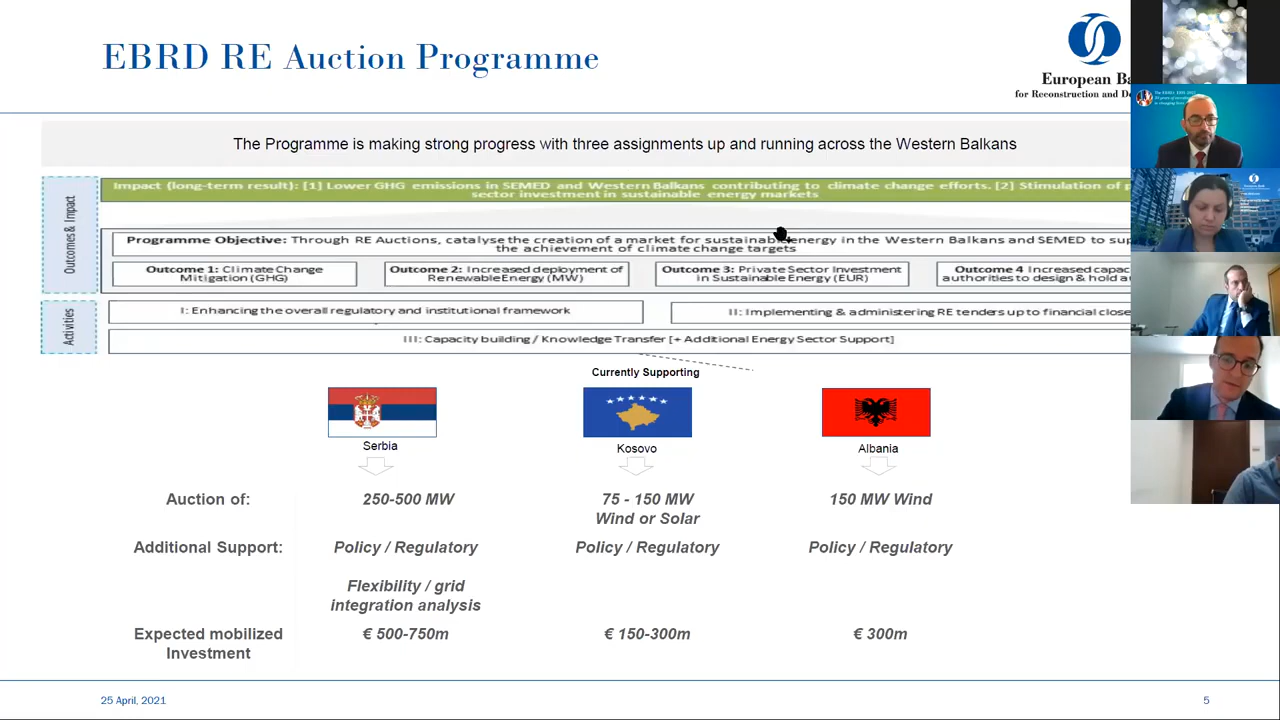 EBRD RE Auction Programme
European Ba
for Reconstruction and De
The Programme is making strong progress with three assignments up and running across the Western Balkans
Outcomes & Impact
Impact (long-term result): [1] Lower GHG emissions in SEMED and Western Balkans contributing to climate change efforts. [2] Stimulation of p
sector investment in sustainable energy markets
Programme Objective: Through RE Auctions, catalyse the creation of a market for sustainable energy in the Western Balkans and SEMED to sup
the achievement of climate change targets
Outcome 1: Climate Change
Mitigation (GHG)
Outcome 2: Increased deployment of
Renewable Energy (MW)
Outcome 3: Private Sector Investment
in Sustainable Energy (EUR)
Outcome 4 Increased capac
authorities to design & hold a
Activities
I: Enhancing the overall regulatory and institutional framework
II: Implementing & administering RE tenders up to financial close
III: Capacity building / Knowledge Transfer [+ Additional Energy Sector Support]
Currently Supporting
Serbia
Kosovo
Albania
Auction of:
250-500 MW
75 - 150 MW
Wind or Solar
150 MW Wind
Additional Support:
Policy / Regulatory
Policy / Regulatory
Policy / Regulatory
Flexibility / grid
integration analysis
Expected mobilized
Investment
€ 500-750m
€ 150-300m
€ 300m
25 April, 2021
5